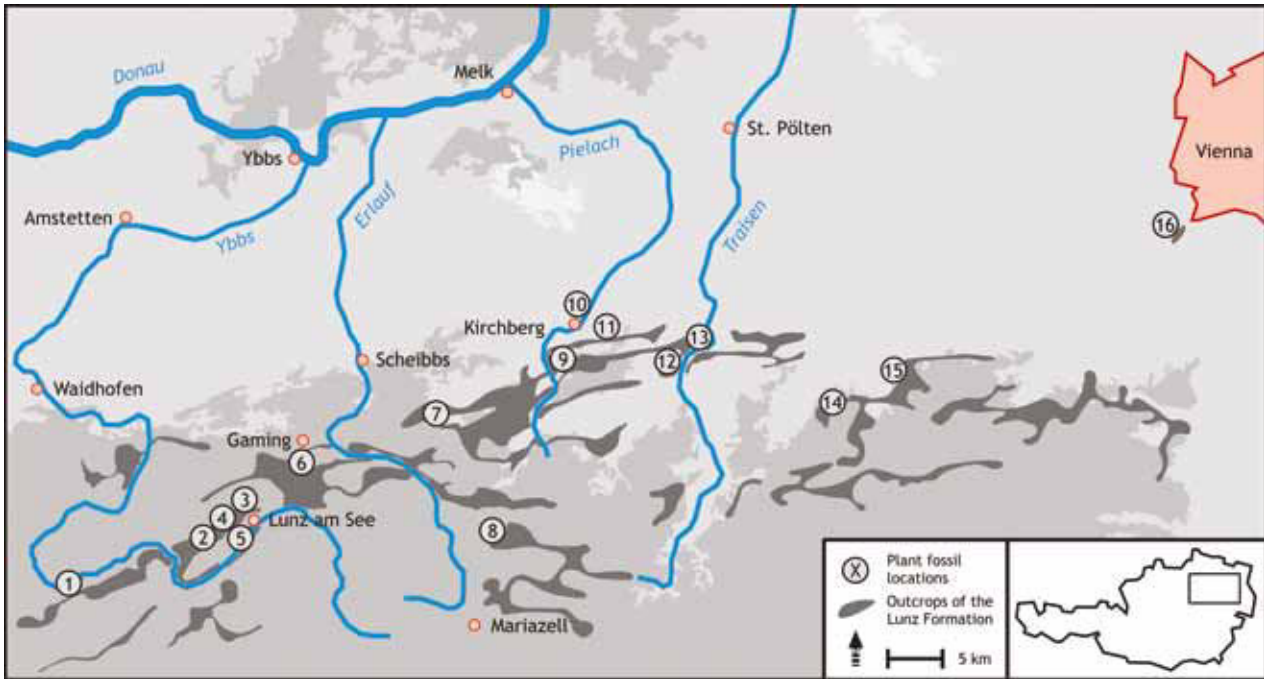 Donau
Melk
Ybbs
Pielach
St. Pölten
Vienna
Amstetten
Ybbs
Erlauf
Traisen
16
10
Kirchberg
11
13
9
12
Scheibbs
15
Waidhofen
7
14
Gaming
6
3
4
Lunz am See
2
5
8
1
Mariazell
X
Plant fossil
locations
Outcrops of the
Lunz Formation
5 km